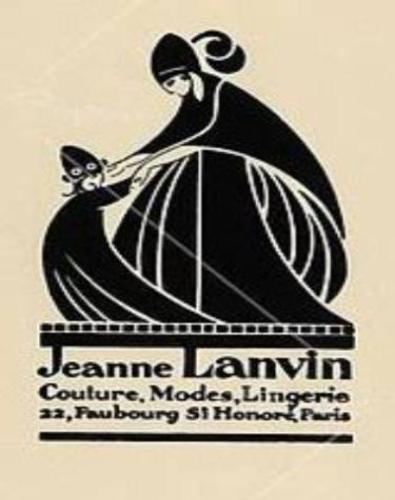 Jeanne Lanvin
Couture, Modes, Lingerie
22, Faubourg St Honoré, Paris